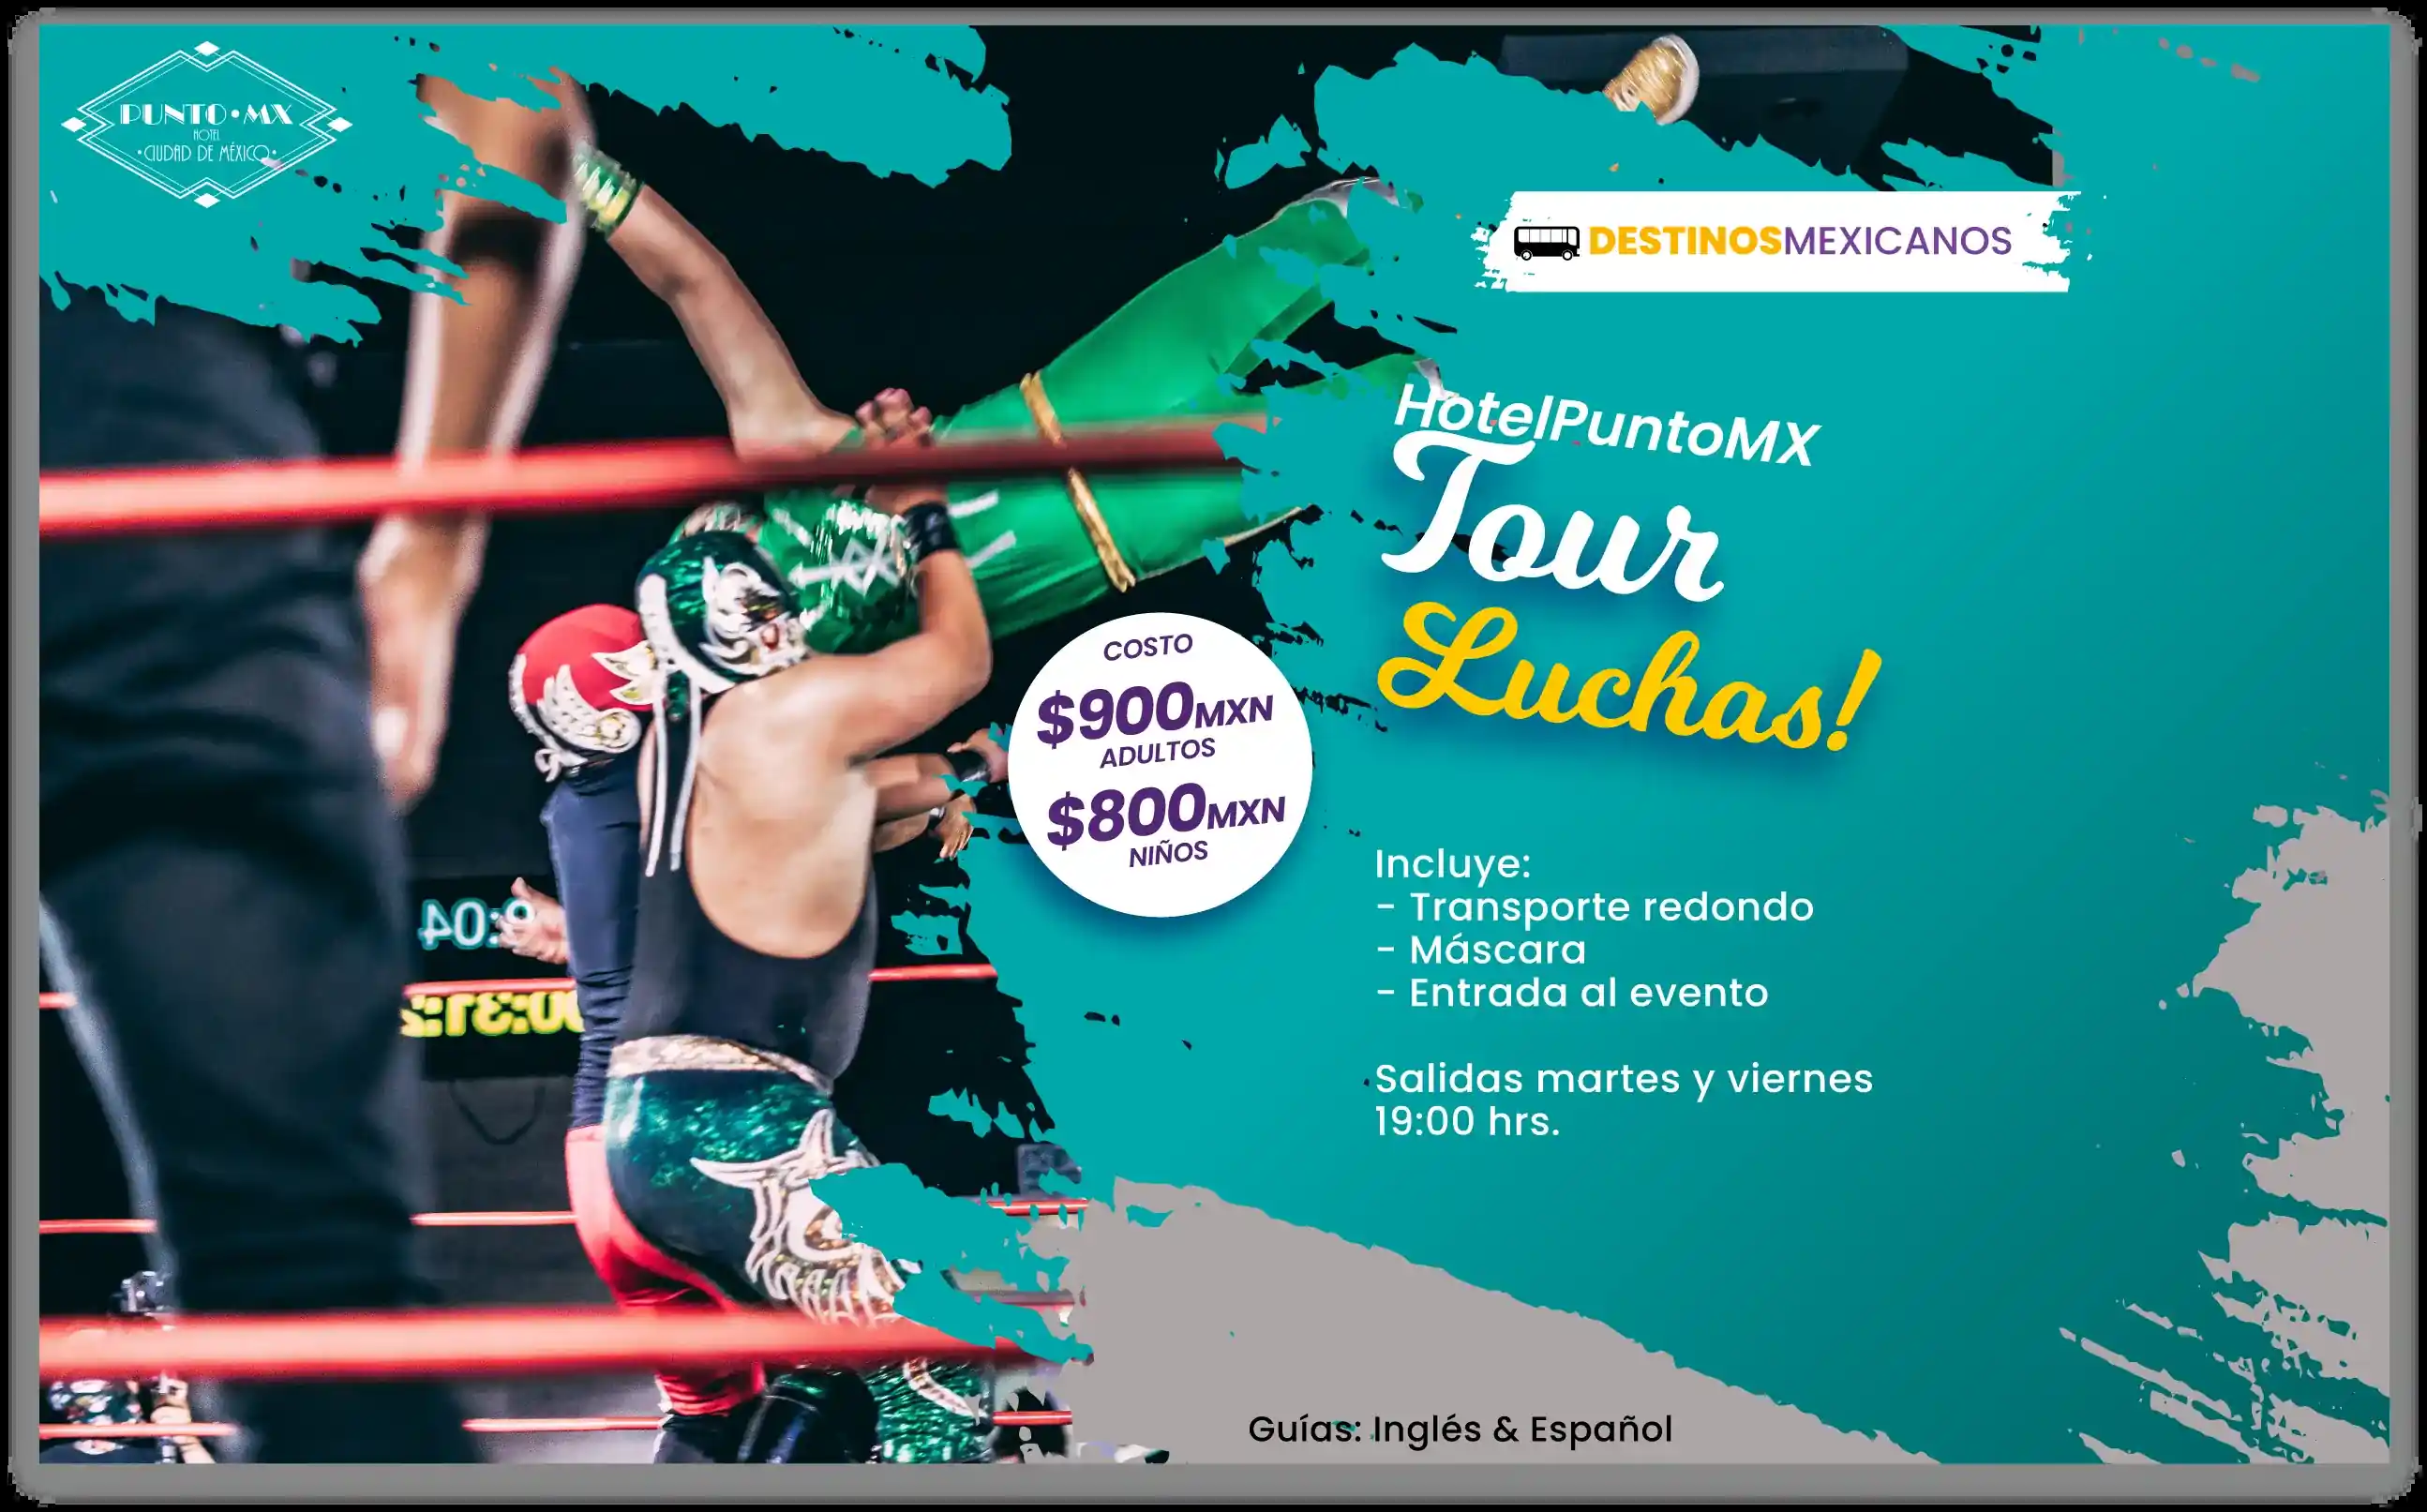 PUNTO•MX
HOTEL
•CIUDAD DE MÉXICO•
DESTINOSMEXICANOS
HotelPuntoMX
Tour
Luchas!
COSTO
$900MXN
ADULTOS
$800MXN
NIÑOS
Incluye:
- Transporte redondo
- Máscara
- Entrada al evento
Salidas martes y viernes
19:00 hrs.
Guías: Inglés & Español